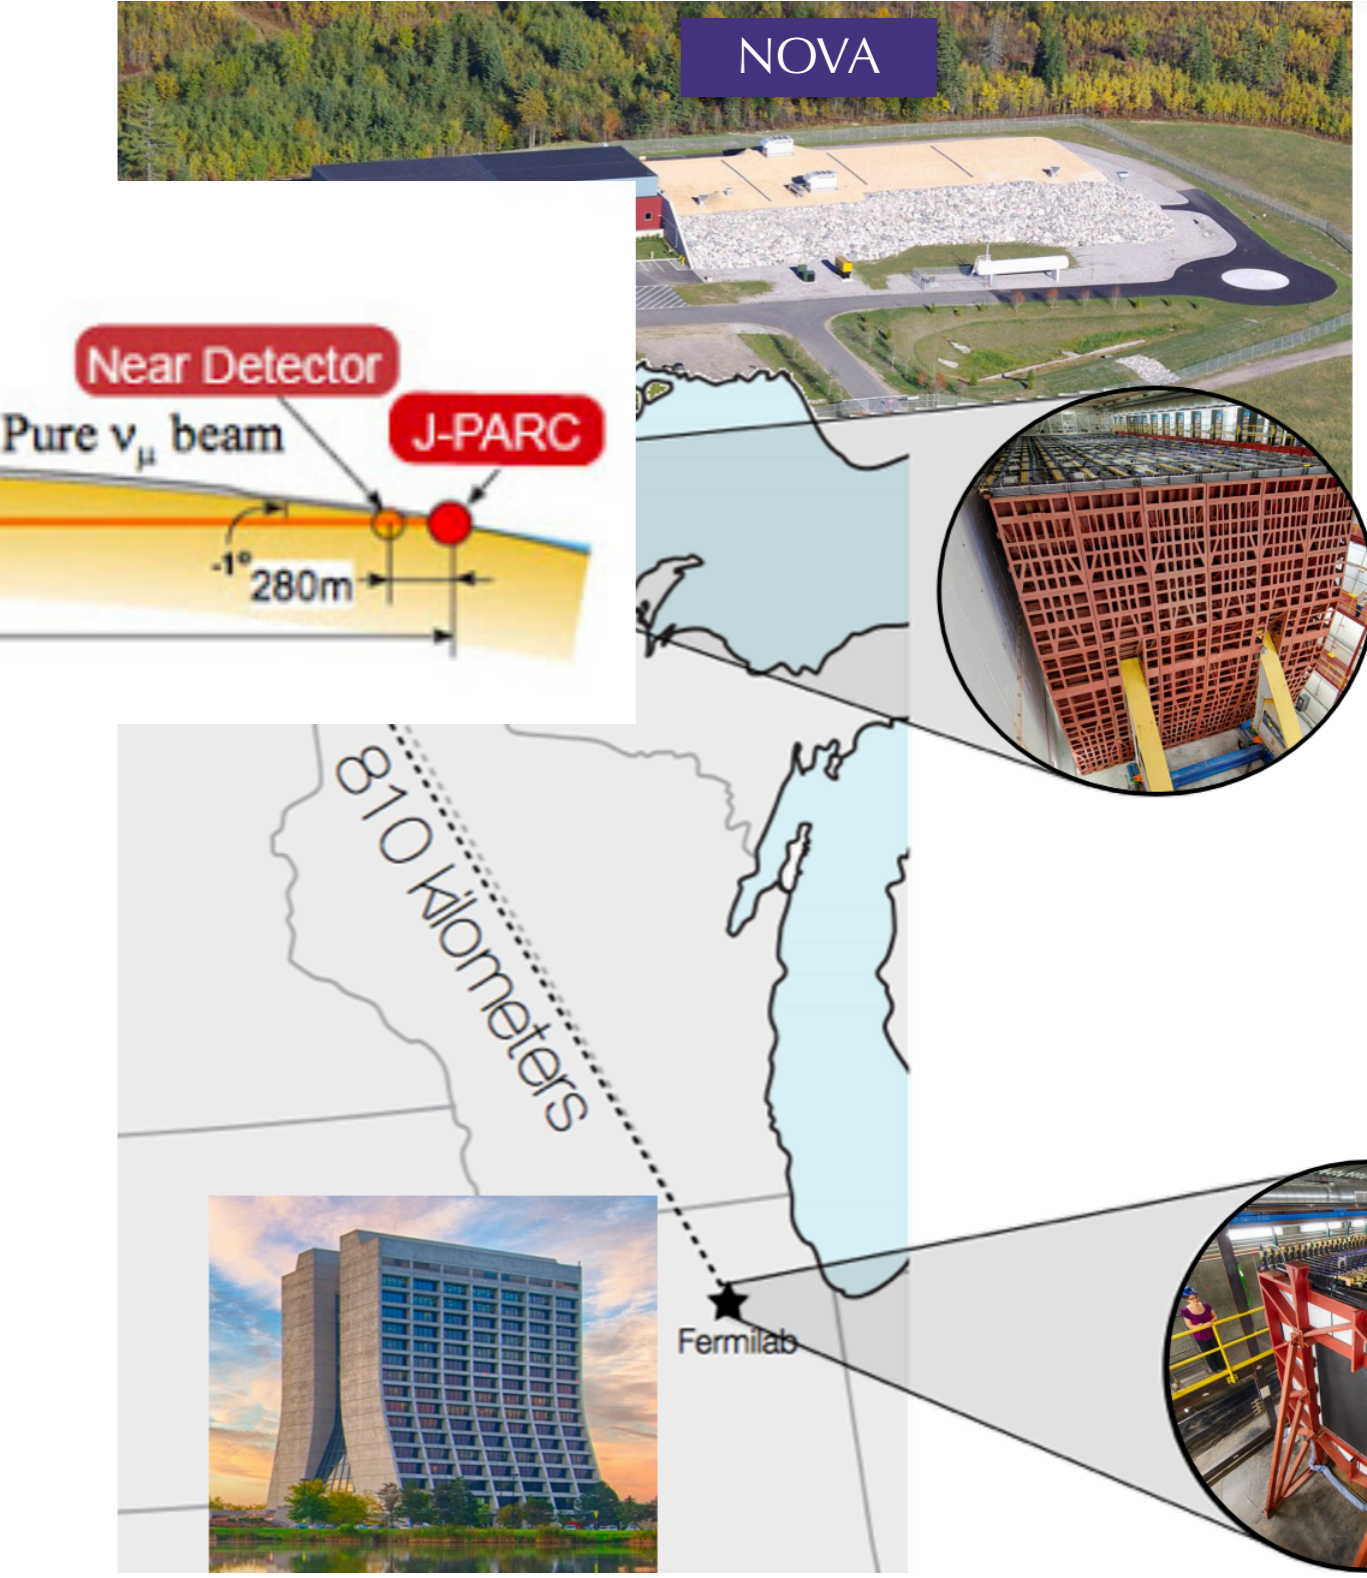 NOVA
Near Detector
Pure νμ beam
J-PARC
-1°
280m
810 kilometers
Fermilab